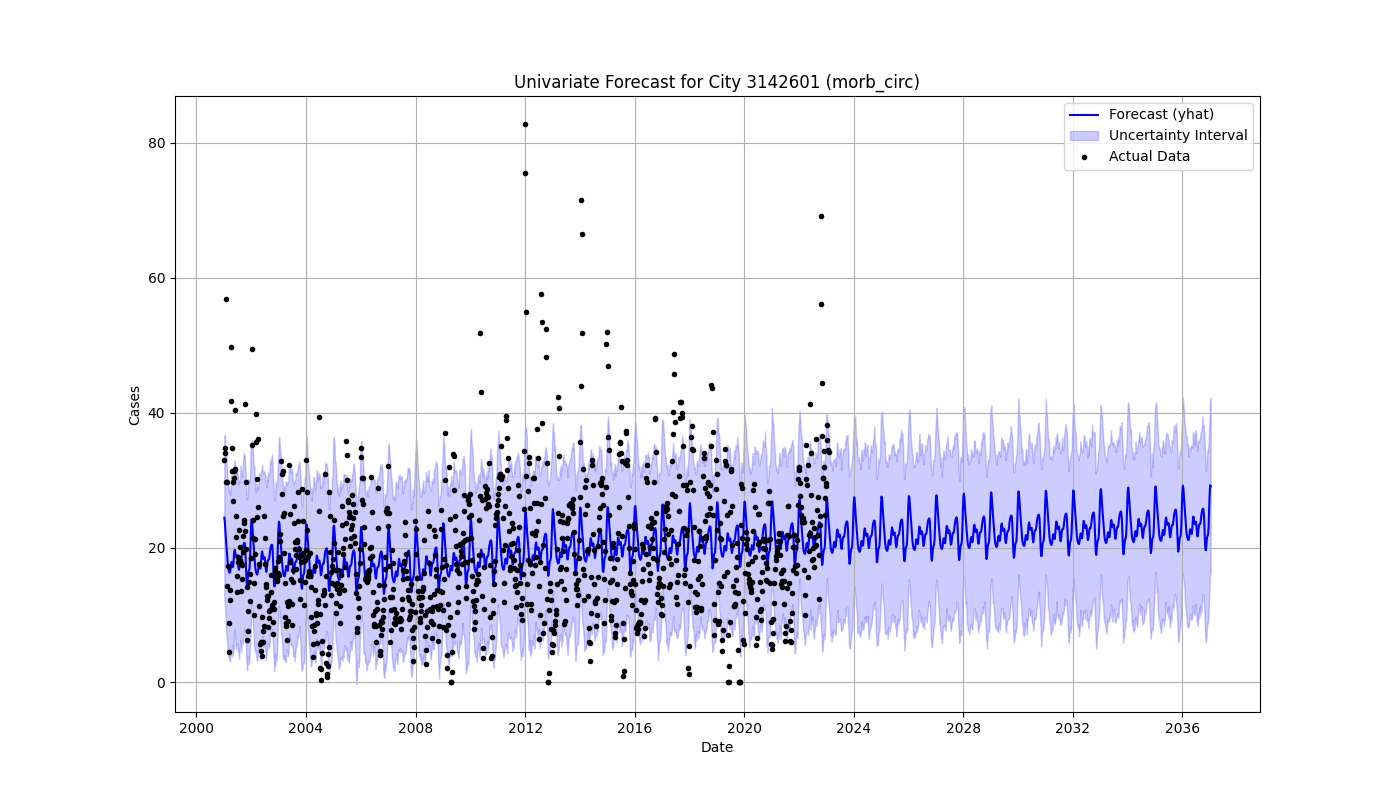 Univariate Forecast for City 3142601 (morb_circ)
Forecast (yhat)
Uncertainty Interval
Actual Data
Cases
80
60
40
20
0
2000 2004 2008 2012 2016 2020 2024 2028 2032 2036
Date